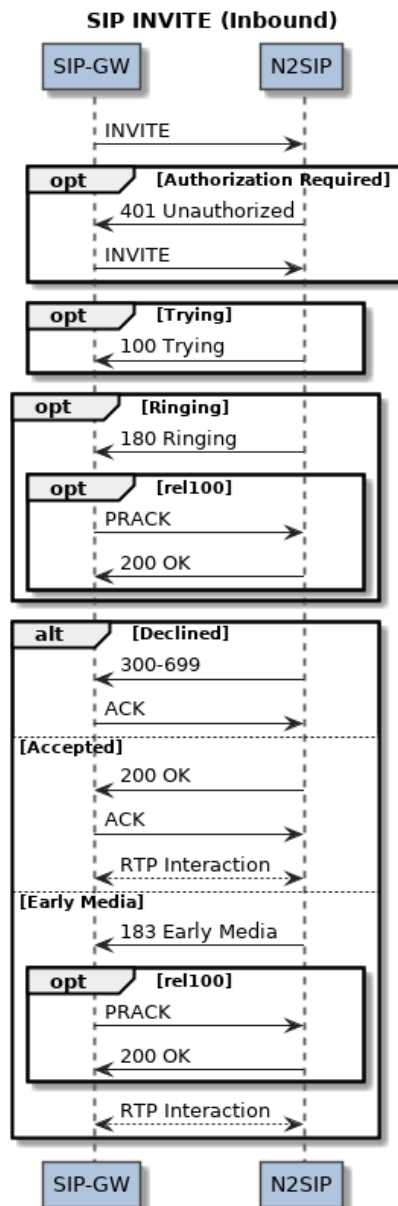 SIP INVITE (Inbound)
SIP-GW N2SIP
INVITE
opt [Authorization Required]
401 Unauthorized
INVITE
opt [Trying]
100 Trying
opt [Ringing]
180 Ringing
opt [rel100]
PRACK
200 OK
alt [Declined]
300-699
ACK
[Accepted]
200 OK
ACK
RTP Interaction
[Early Media]
183 Early Media
opt [rel100]
PRACK
200 OK
RTP Interaction
SIP-GW N2SIP